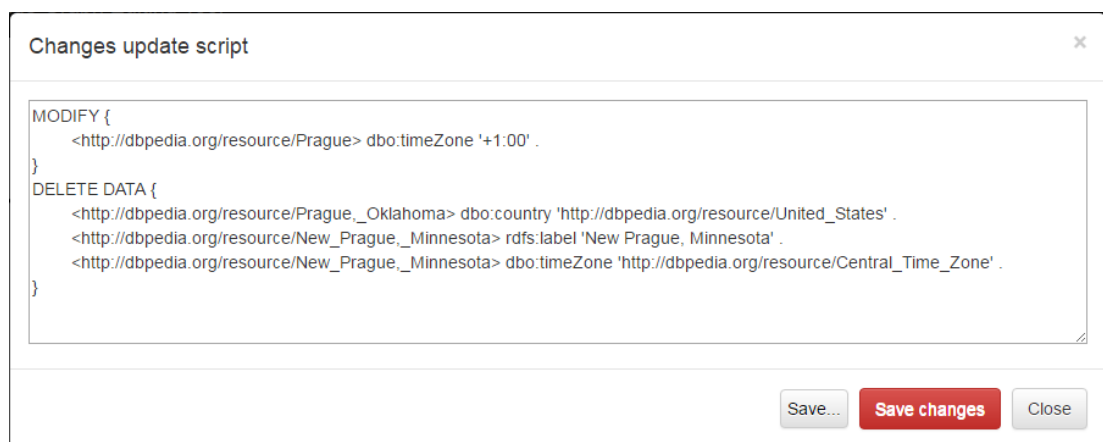 Changes update script
×
MODIFY {
<http://dbpedia.org/resource/Prague> dbo:timeZone '+1:00' .
}
DELETE DATA {
<http://dbpedia.org/resource/Prague,_Oklahoma> dbo:country 'http://dbpedia.org/resource/United_States' .
<http://dbpedia.org/resource/New_Prague,_Minnesota> rdfs:label 'New Prague, Minnesota' .
<http://dbpedia.org/resource/New_Prague,_Minnesota> dbo:timeZone 'http://dbpedia.org/resource/Central_Time_Zone' .
}
Save... Save changes Close